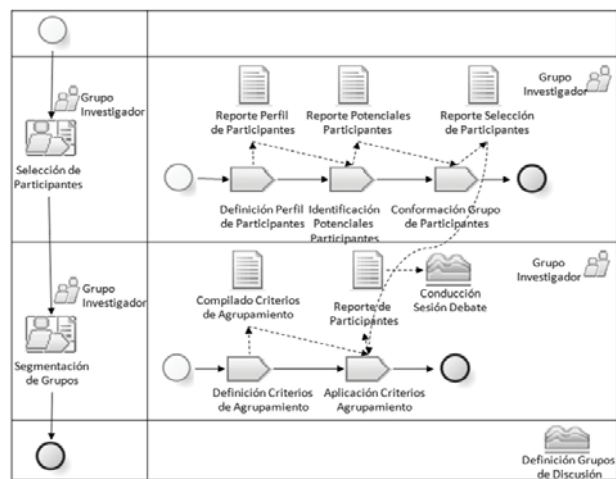 Grupo
Investigador
Selección de
Participantes
Reporte Perfil
de Participantes
Reporte Potenciales
Participantes
Reporte Selección
de Participantes
Grupo
Investigador
Definición Perfil
de Participantes
Identificación
Potenciales
Participantes
Conformación Grupo
de Participantes
Grupo
Investigador
Segmentación
de Grupos
Compilado Criterios
de Agrupamiento
Reporte de
Participantes
Conducción
Sesión Debate
Grupo
Investigador
Definición Criterios
de Agrupamiento
Aplicación Criterios
Agrupamiento
Definición Grupos
de Discusión